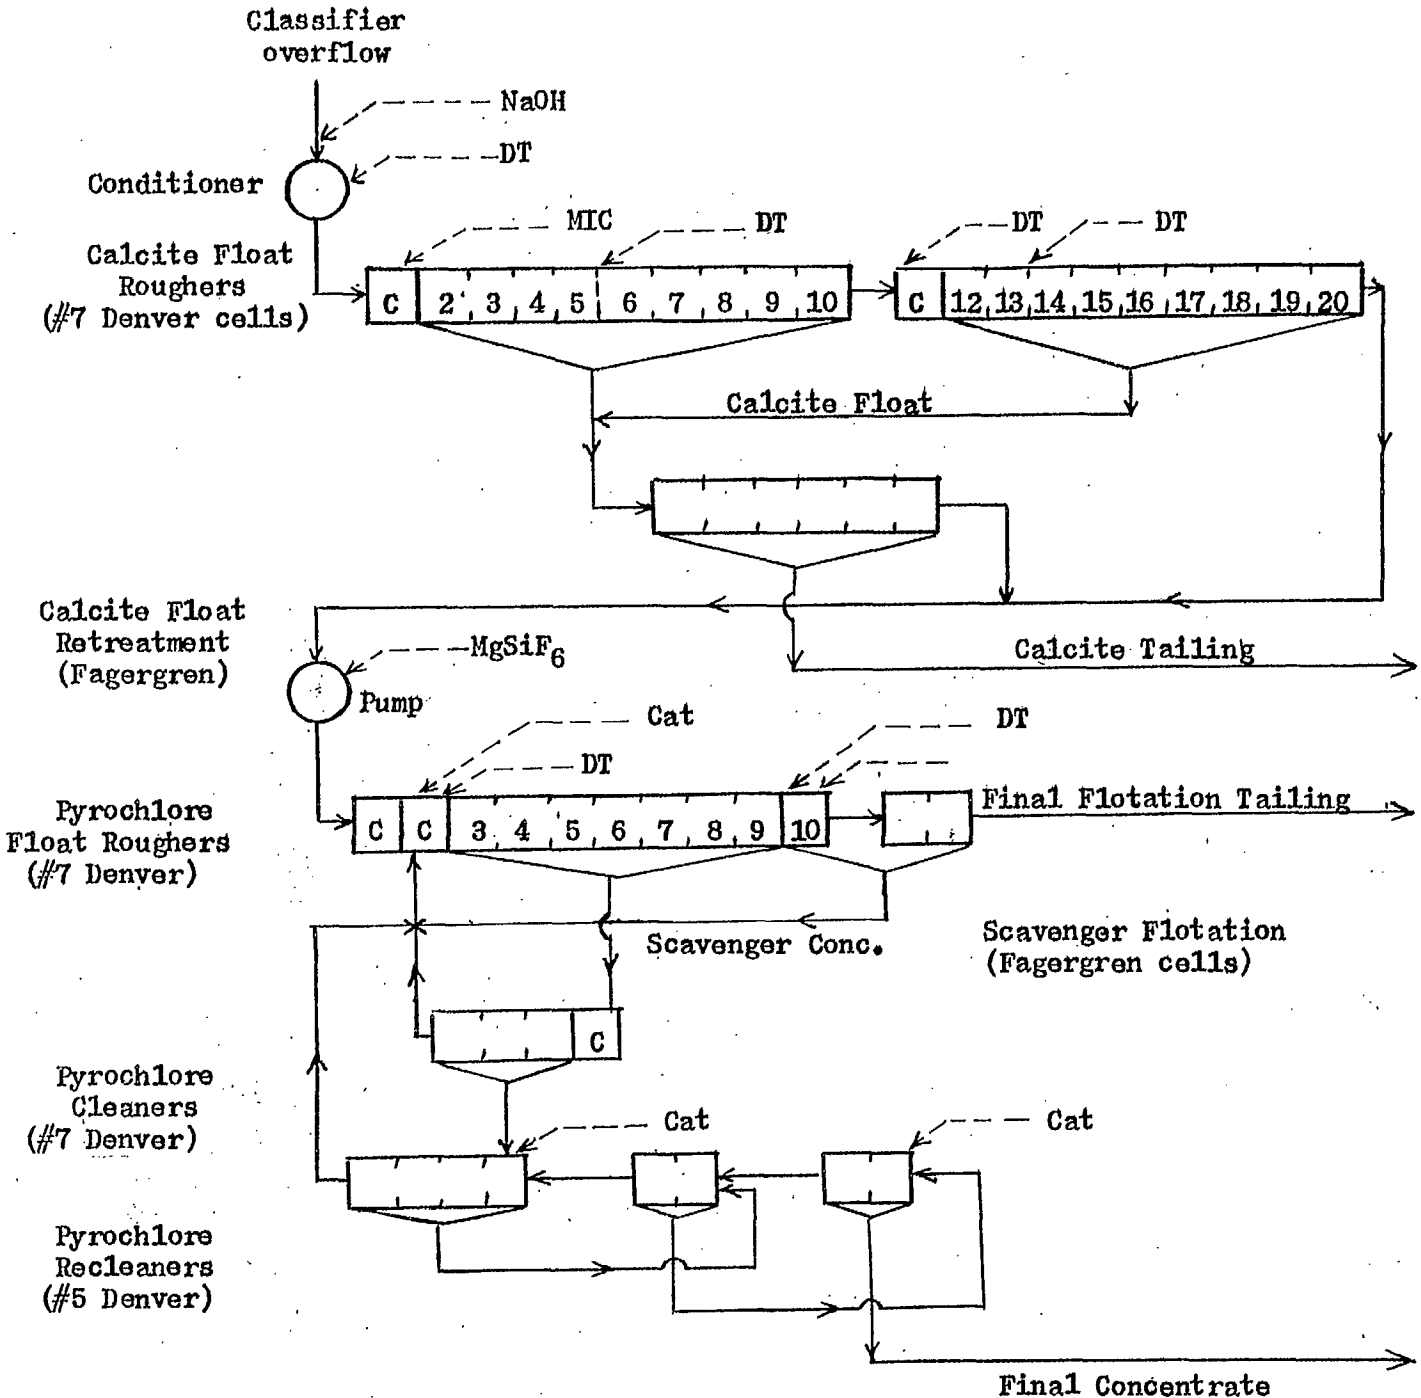 Classifier
overflow
NaOH
DT
Conditioner
MIC
DT
DT
DT
Calcite Float
Roughers
(#7 Denver cells)
C 2 3 4 5 6 7 8 9 10
C 12 13 14 15 16 17 18 19 20
Calcite Float
Calcite Float
Retreatment
(Fagergren)
MgSiF6
Calcite Tailing
Pump
Cat
DT
DT
Pyrochlore
Float Roughers
(#7 Denver)
C C 3 4 5 6 7 8 9 10
Final Flotation Tailing
Scavenger Conc.
Scavenger Flotation
(Fagergren cells)
C
Pyrochlore
Cleaners
(#7 Denver)
Cat
Cat
Pyrochlore
Recleaners
(#5 Denver)
Final Concentrate